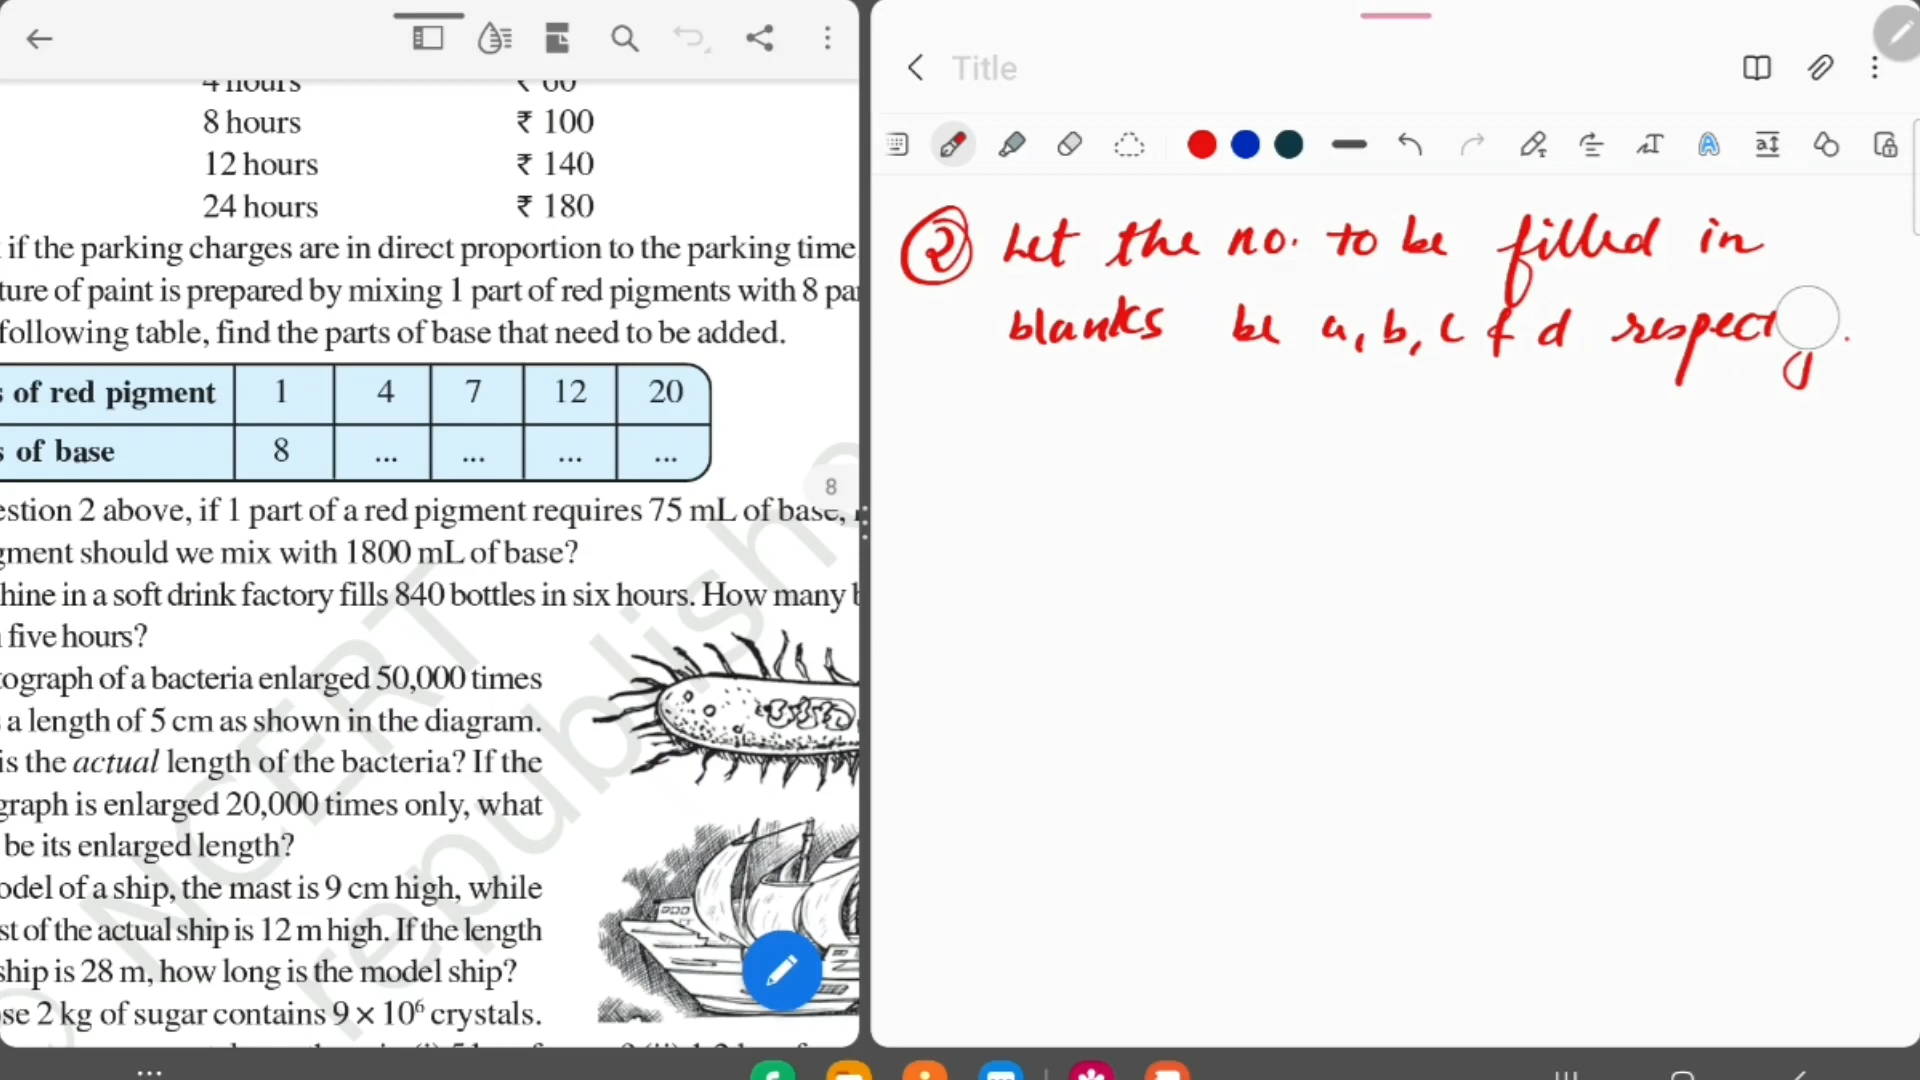 8 hours ₹ 100
12 hours ₹ 140
24 hours ₹ 180
if the parking charges are in direct proportion to the parking time
ture of paint is prepared by mixing 1 part of red pigments with 8 pa
following table, find the parts of base that need to be added.
s of red pigment 1 4 7 12 20
s of base 8 ... ... ... ...
8
estion 2 above, if 1 part of a red pigment requires 75 mL of base,
gment should we mix with 1800 mL of base?
hine in a soft drink factory fills 840 bottles in six hours. How many b
five hours?
tograph of a bacteria enlarged 50,000 times
a length of 5 cm as shown in the diagram.
is the actual length of the bacteria? If the
graph is enlarged 20,000 times only, what
be its enlarged length?
odel of a ship, the mast is 9 cm high, while
st of the actual ship is 12 m high. If the length
ship is 28 m, how long is the model ship?
se 2 kg of sugar contains 9 × 10⁶ crystals.
NCERT
republishe
Title
② Let the no. to be filled in
blanks be a, b, c & d respect y.